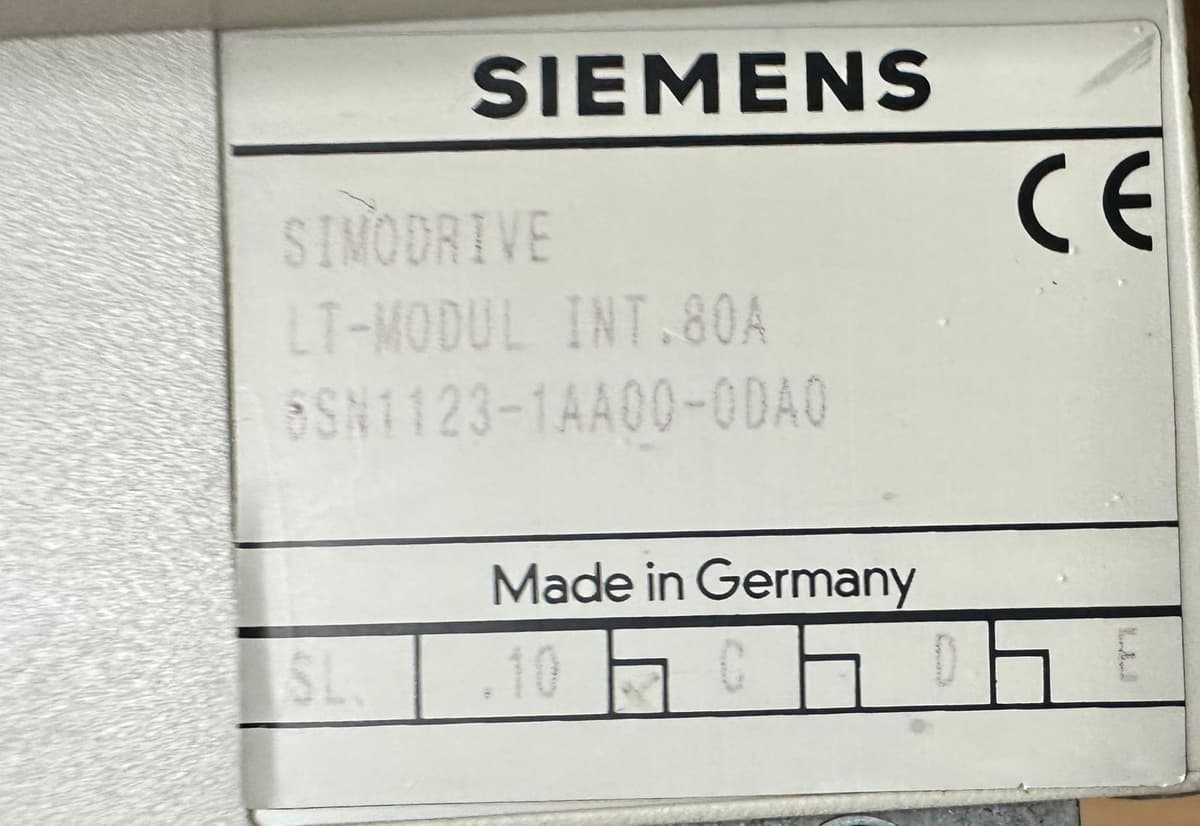 SIEMENS
CE
SIMODRIVE
LT-MODUL INT.80A
6SN1123-1AA00-0DA0
Made in Germany
SL. .10 C D